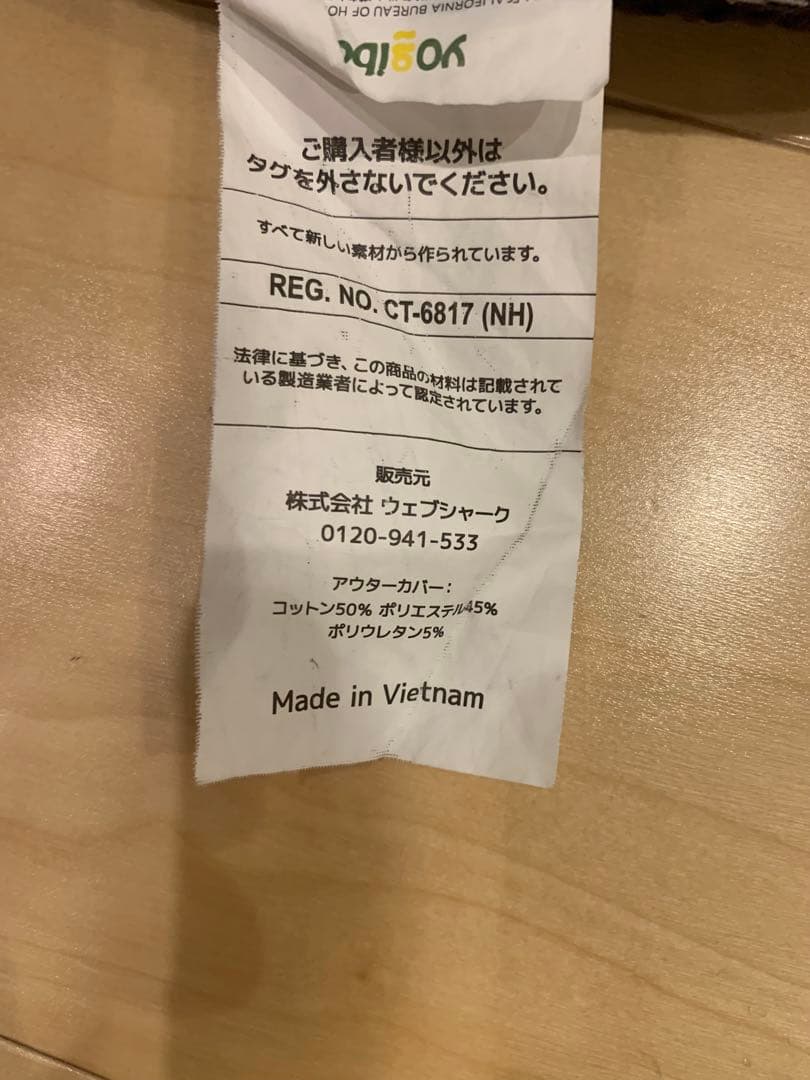 CALIFORNIA BUREAU OF HO
yogibo
ご購入者様以外は
タグを外さないでください。
すべて新しい素材から作られています。
REG. NO. CT-6817 (NH)
法律に基づき、この商品の材料は記載されて
いる製造業者によって認定されています。
販売元
株式会社 ウェブシャーク
0120-941-533
アウターカバー:
コットン50% ポリエステル45%
ポリウレタン5%
Made in Vietnam